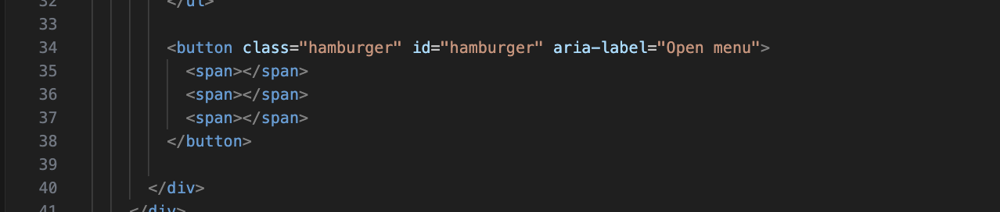 32 </ul>
33
34 <button class="hamburger" id="hamburger" aria-label="Open menu">
35 <span></span>
36 <span></span>
37 <span></span>
38 </button>
39
40 </div>
41 </div>